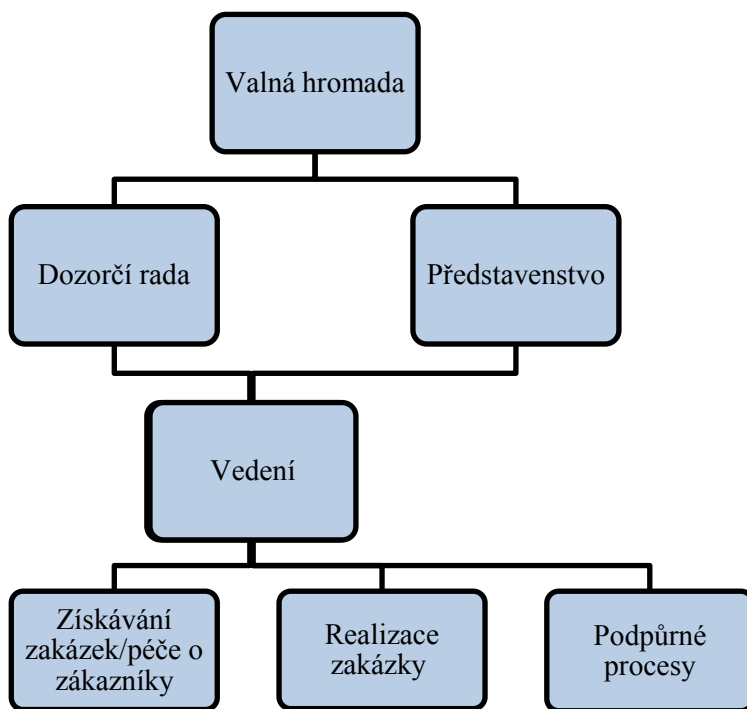 Valná hromada
Dozorčí rada
Představenstvo
Vedení
Získávání
zakázek/péče o
zákazníky
Realizace
zakázky
Podpůrné
procesy